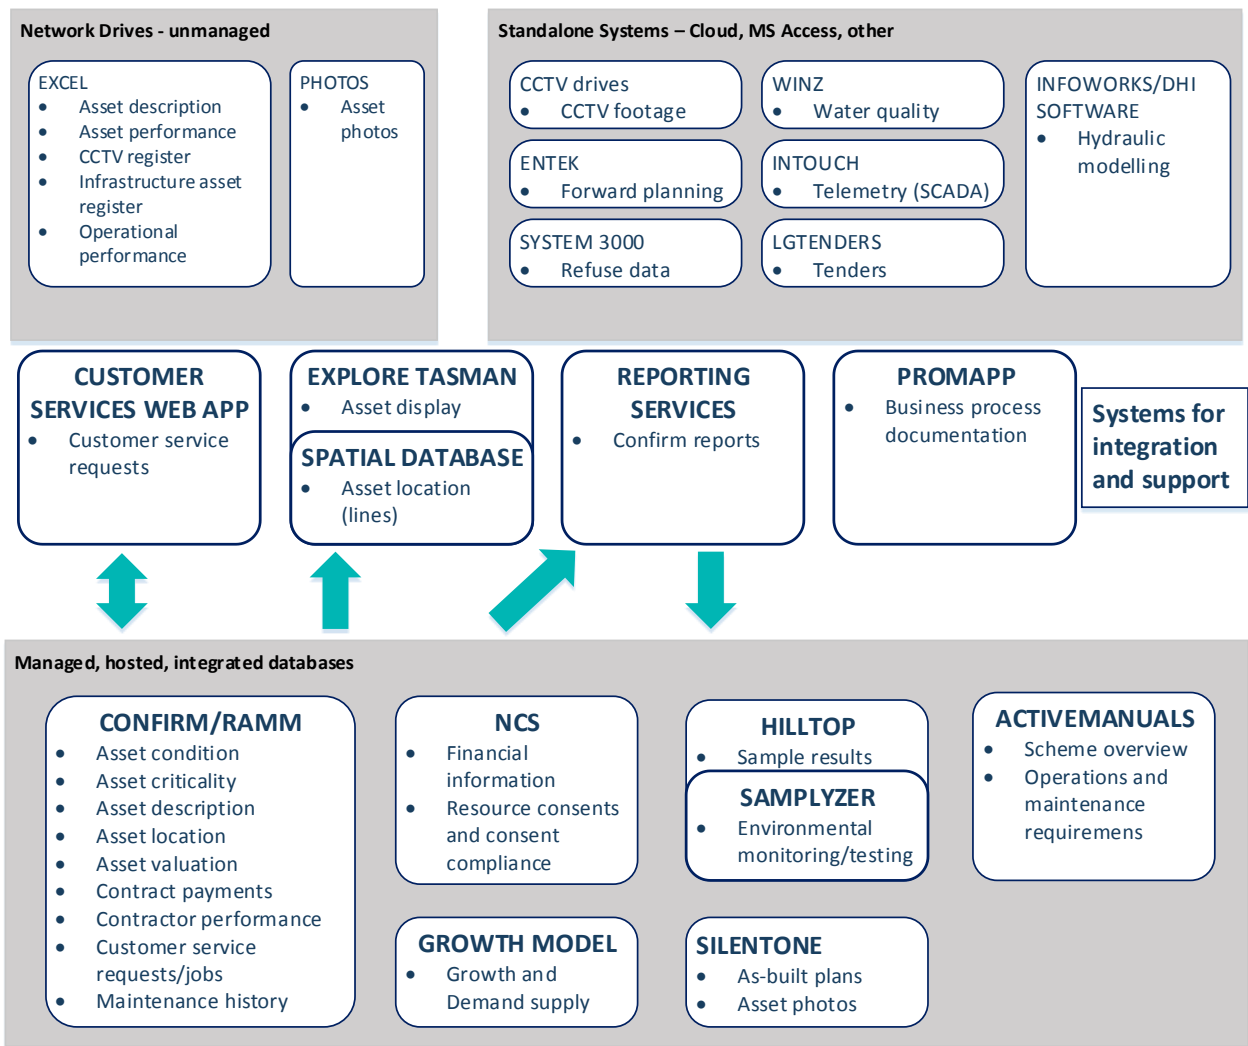 Network Drives - unmanaged
EXCEL
• Asset description
• Asset performance
• CCTV register
• Infrastructure asset
register
• Operational
performance
PHOTOS
• Asset
photos
Standalone Systems – Cloud, MS Access, other
CCTV drives
• CCTV footage
WINZ
• Water quality
INFOWORKS/DHI
SOFTWARE
• Hydraulic
modelling
ENTEK
• Forward planning
INTOUCH
• Telemetry (SCADA)
SYSTEM 3000
• Refuse data
LGTENDERS
• Tenders
CUSTOMER
SERVICES WEB APP
• Customer service
requests
EXPLORE TASMAN
• Asset display
SPATIAL DATABASE
• Asset location
(lines)
REPORTING
SERVICES
• Confirm reports
PROMAPP
• Business process
documentation
Systems for
integration
and support
Managed, hosted, integrated databases
CONFIRM/RAMM
• Asset condition
• Asset criticality
• Asset description
• Asset location
• Asset valuation
• Contract payments
• Contractor performance
• Customer service
requests/jobs
• Maintenance history
NCS
• Financial
information
• Resource consents
and consent
compliance
HILLTOP
• Sample results
SAMPLYZER
• Environmental
monitoring/testing
ACTIVEMANUALS
• Scheme overview
• Operations and
maintenance
requiremens
GROWTH MODEL
• Growth and
Demand supply
SILENTONE
• As-built plans
• Asset photos